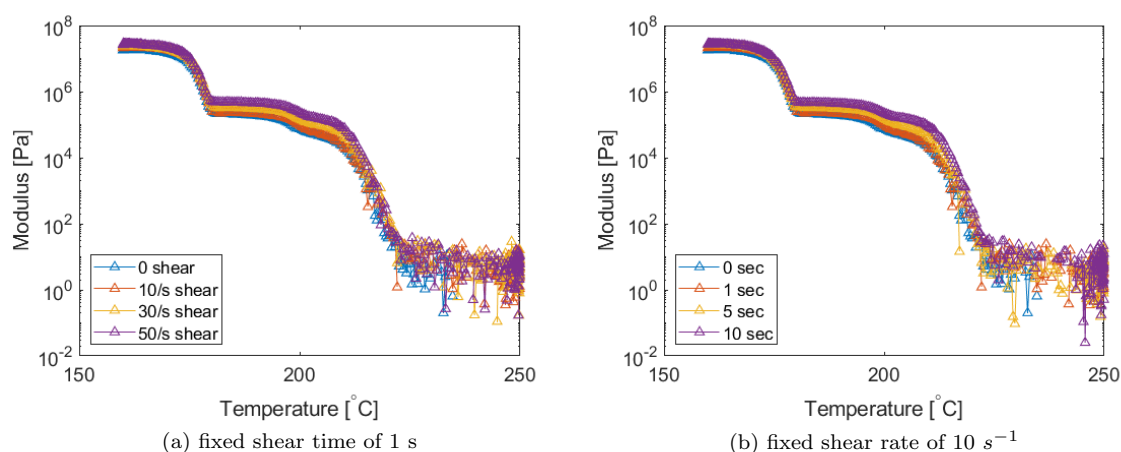 10^8
10^6
10^4
10^2
10^0
10^-2
Modulus [Pa]
0 shear
10/s shear
30/s shear
50/s shear
150
200
250
Temperature [°C]
(a) fixed shear time of 1 s
10^8
10^6
10^4
10^2
10^0
10^-2
Modulus [Pa]
0 sec
1 sec
5 sec
10 sec
150
200
250
Temperature [°C]
(b) fixed shear rate of 10 s^−1